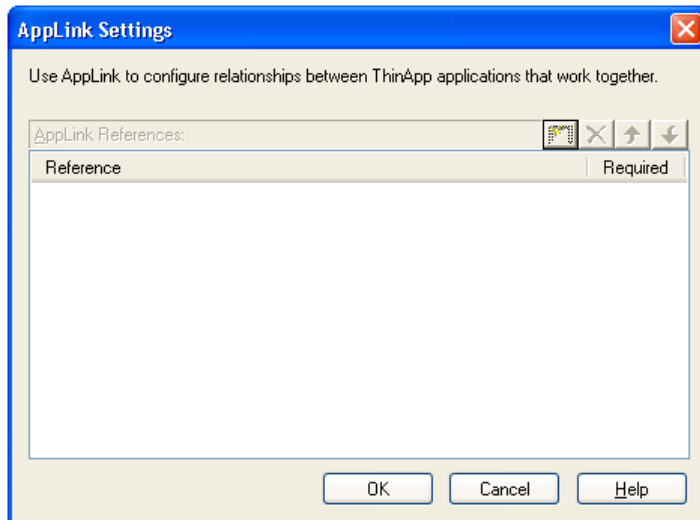 AppLink Settings
Use AppLink to configure relationships between ThinApp applications that work together.
AppLink References:
Reference Required
OK Cancel Help